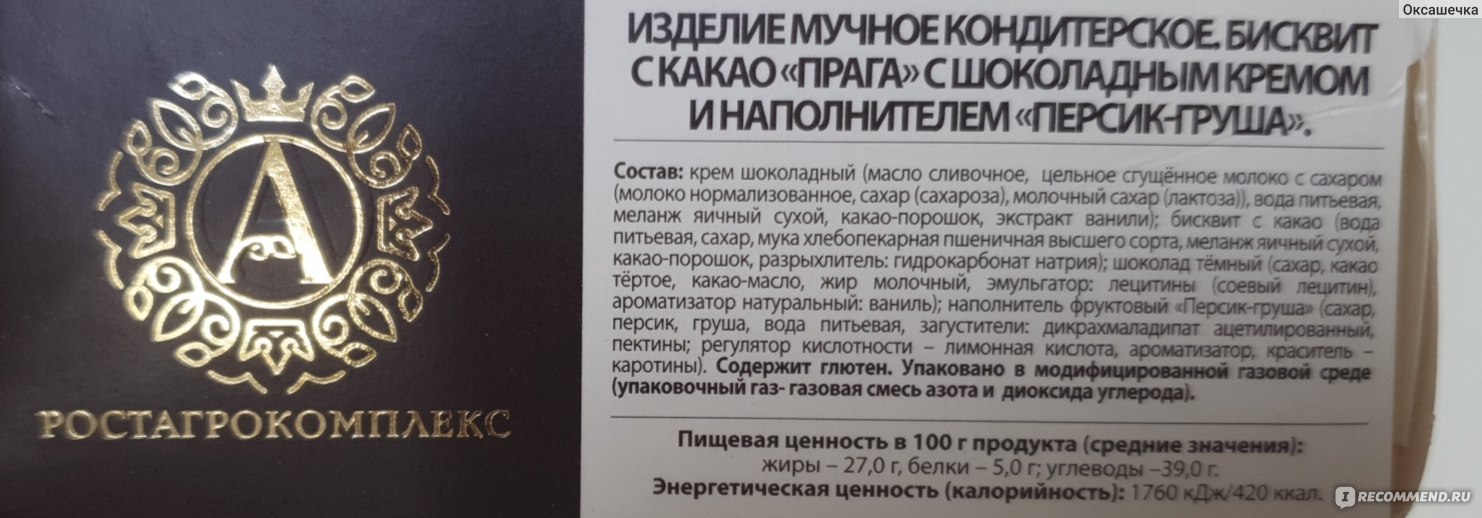 Оксашечка
А
РОСТАГРОКОМПЛЕКС
ИЗДЕЛИЕ МУЧНОЕ КОНДИТЕРСКОЕ. БИСКВИТ
С КАКАО «ПРАГА» С ШОКОЛАДНЫМ КРЕМОМ
И НАПОЛНИТЕЛЕМ «ПЕРСИК-ГРУША».
Состав: крем шоколадный (масло сливочное, цельное сгущённое молоко с сахаром
(молоко нормализованное, сахар (сахароза), молочный сахар (лактоза)), вода питьевая,
меланж яичный сухой, какао-порошок, экстракт ванили); бисквит с какао (вода
питьевая, сахар, мука хлебопекарная пшеничная высшего сорта, меланж яичный сухой,
какао-порошок, разрыхлитель: гидрокарбонат натрия); шоколад тёмный (сахар, какао
тёртое, какао-масло, жир молочный, эмульгатор: лецитины (соевый лецитин),
ароматизатор натуральный: ваниль); наполнитель фруктовый «Персик-груша» (сахар,
персик, груша, вода питьевая, загустители: дикрахмаладипат ацетилированный,
пектины; регулятор кислотности – лимонная кислота, ароматизатор, краситель –
каротины). Содержит глютен. Упаковано в модифицированной газовой среде
(упаковочный газ- газовая смесь азота и диоксида углерода).
Пищевая ценность в 100 г продукта (средние значения):
жиры – 27,0 г, белки – 5,0 г; углеводы –39,0 г.
Энергетическая ценность (калорийность): 1760 кДж/420 ккал.
I RECOMMEND.RU